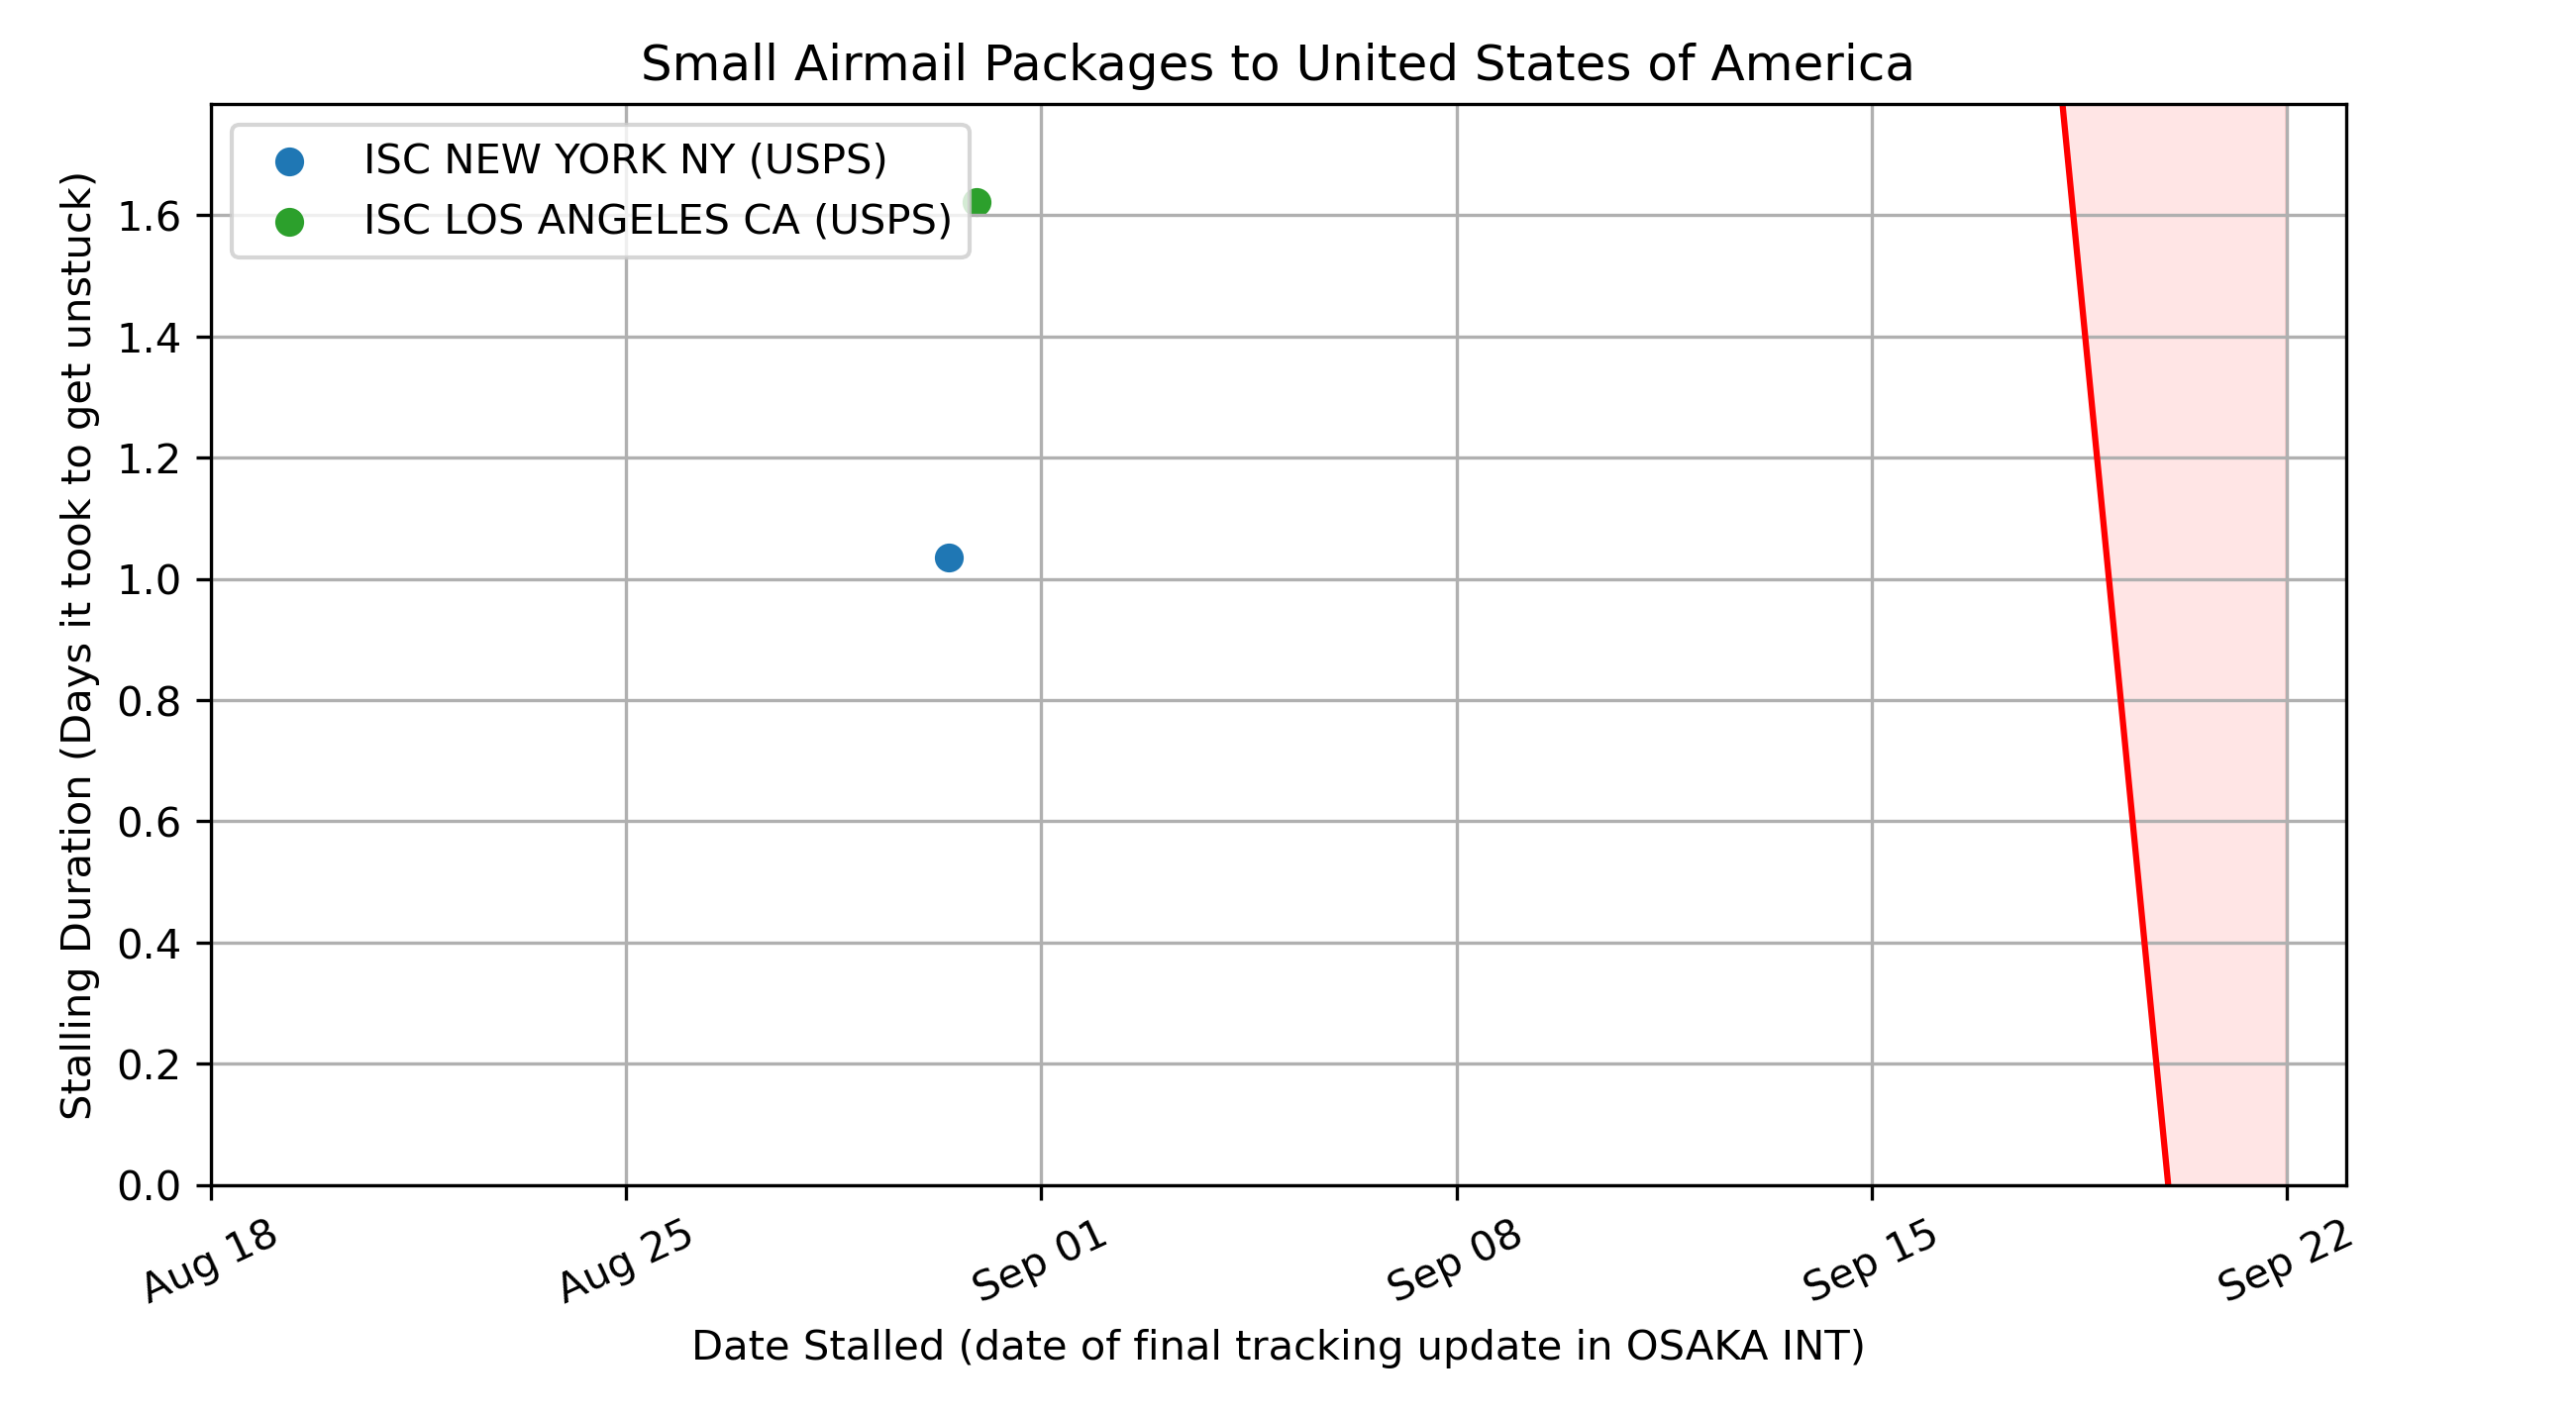 Small Airmail Packages to United States of America
ISC NEW YORK NY (USPS)
ISC LOS ANGELES CA (USPS)
Stalling Duration (Days it took to get unstuck)
1.6
1.4
1.2
1.0
0.8
0.6
0.4
0.2
0.0
Aug 18
Aug 25
Sep 01
Sep 08
Sep 15
Sep 22
Date Stalled (date of final tracking update in OSAKA INT)